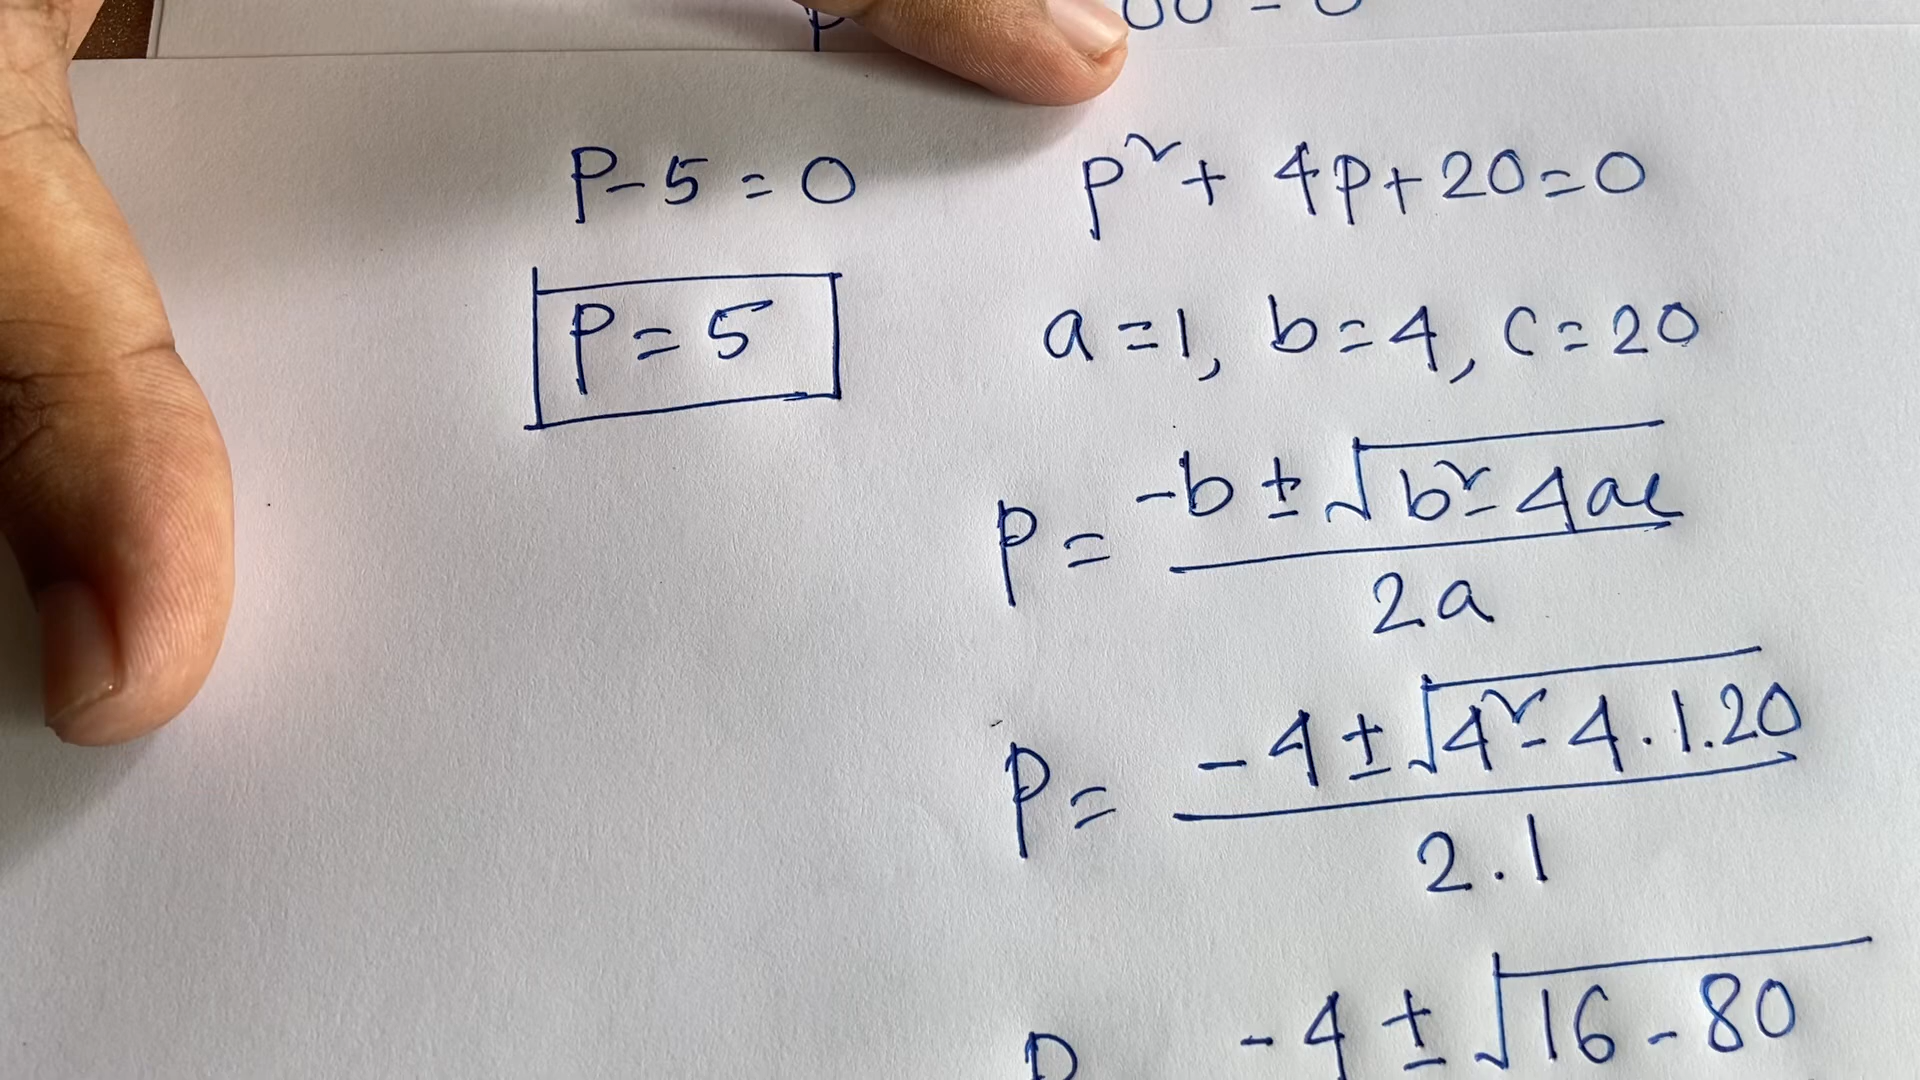 P - 5 = 0
P = 5
p² + 4p + 20 = 0
a = 1, b = 4, c = 20
P = (-b ± √(b² - 4ac)) / 2a
P = (-4 ± √(4² - 4.1.20)) / 2.1
P -4 ± √(16 - 80